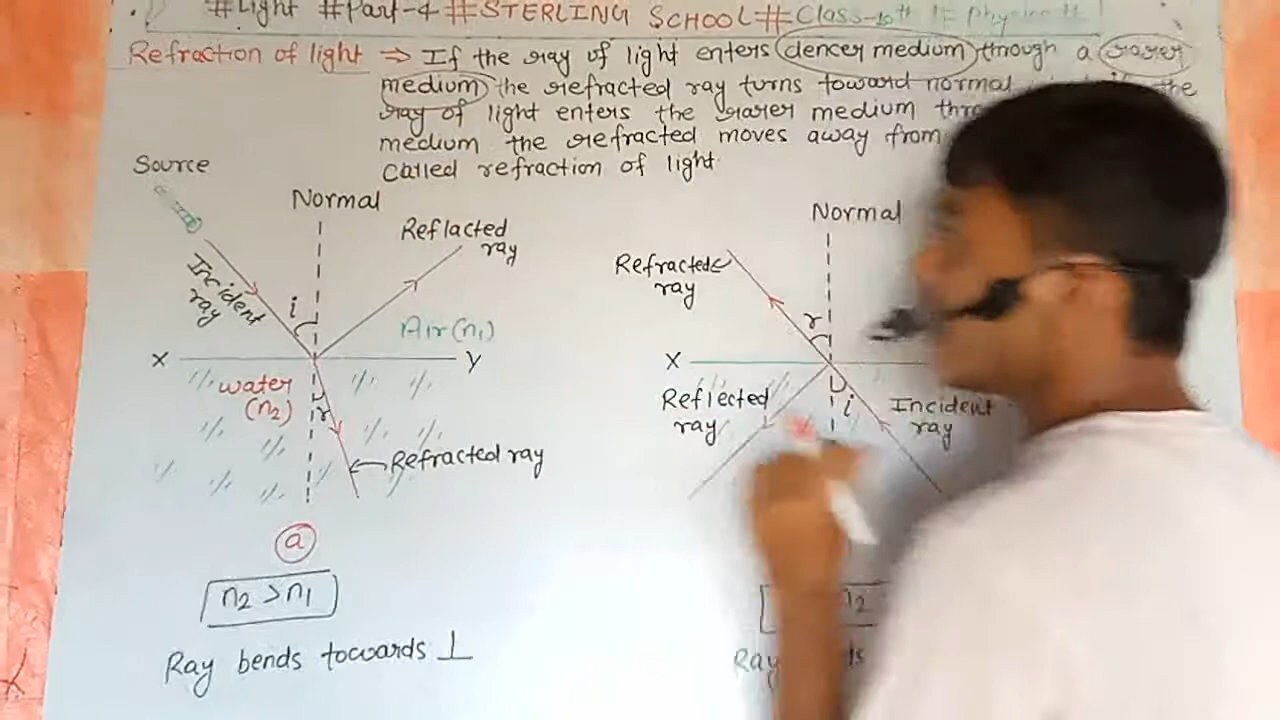 #Light #Part-4 #STERLING SCHOOL# Class-10th
Refraction of light ⇒ If the ray of light enters dencer medium through a rarer
medium the refracted ray turns toward normal the
ray of light enters the rarer medium
medium the refracted moves away from
called refraction of light
Source
Normal
Normal
Reflacted
ray
Refracted
ray
Incident
ray
i
r
Air(n1)
X
Y
X
water
(n2)
r
Reflected
ray
i
Incident
ray
Refracted ray
a
n2 > n1
n2
Ray bends towards ⊥
Ray